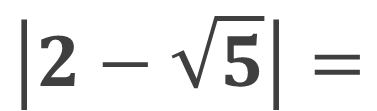 |2 − √5| =